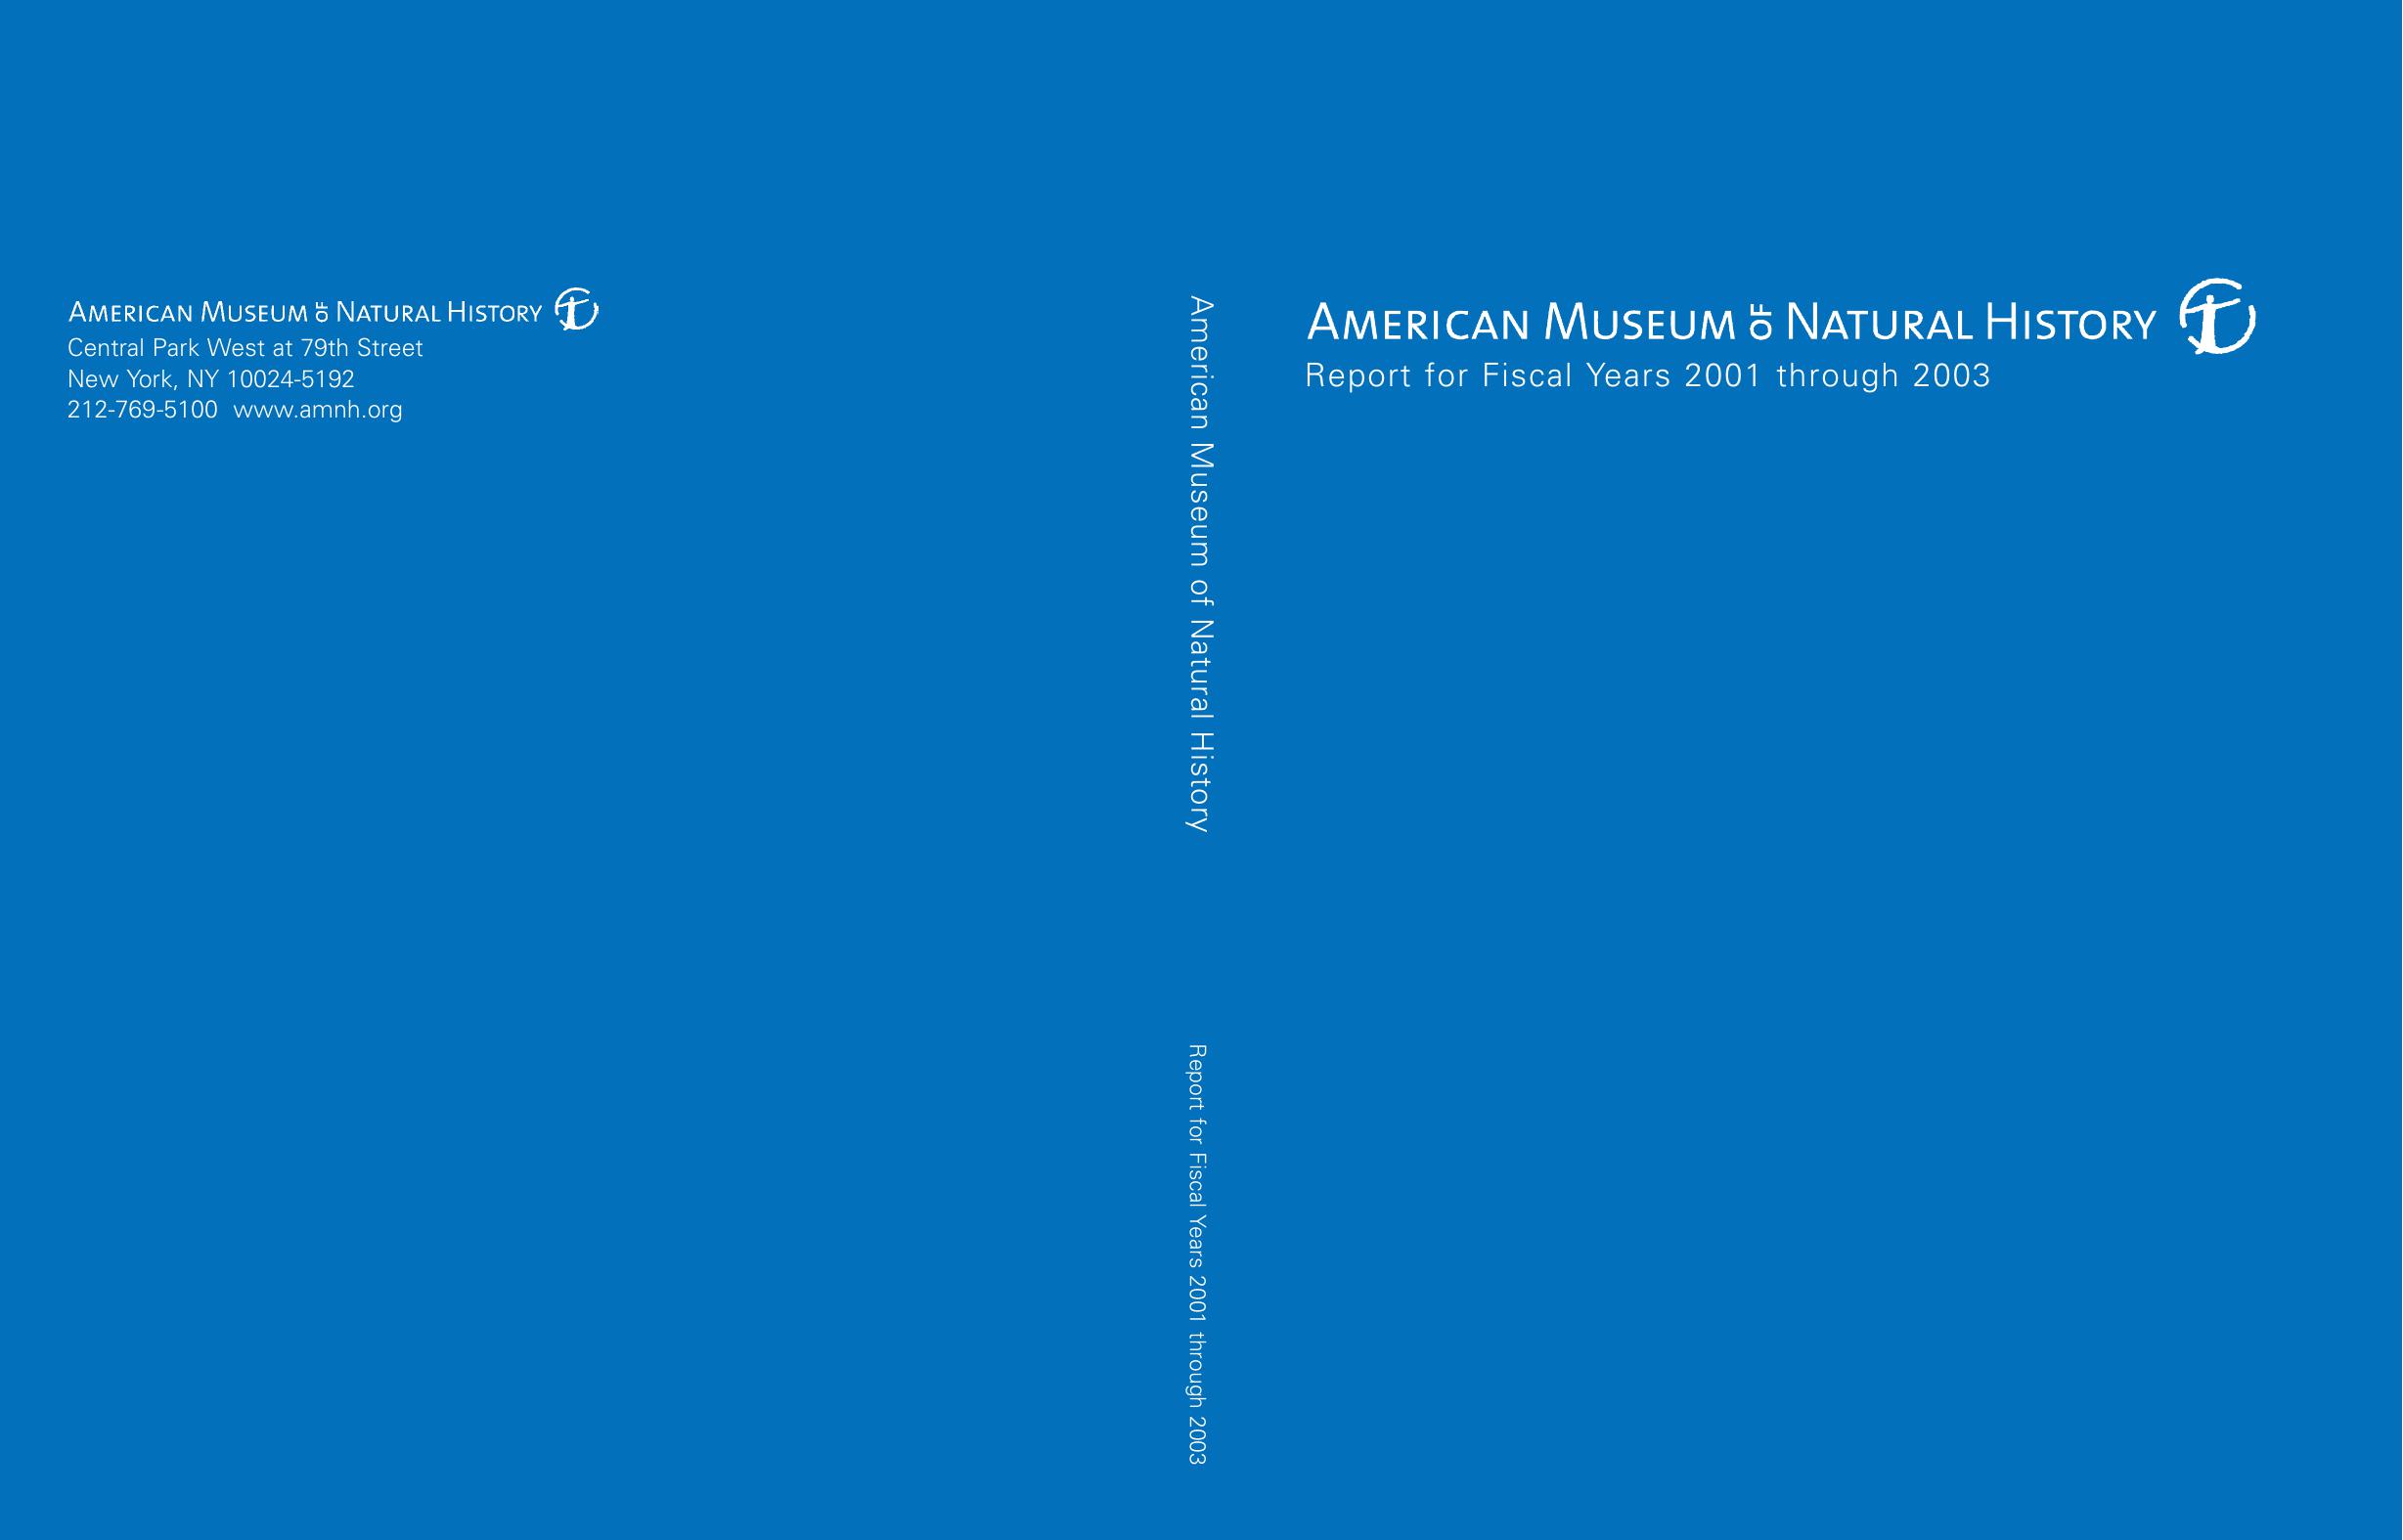 AMERICAN MUSEUM OF NATURAL HISTORY
Central Park West at 79th Street
New York, NY 10024-5192
212-769-5100 www.amnh.org
American Museum of Natural History
Report for Fiscal Years 2001 through 2003
AMERICAN MUSEUM OF NATURAL HISTORY
Report for Fiscal Years 2001 through 2003